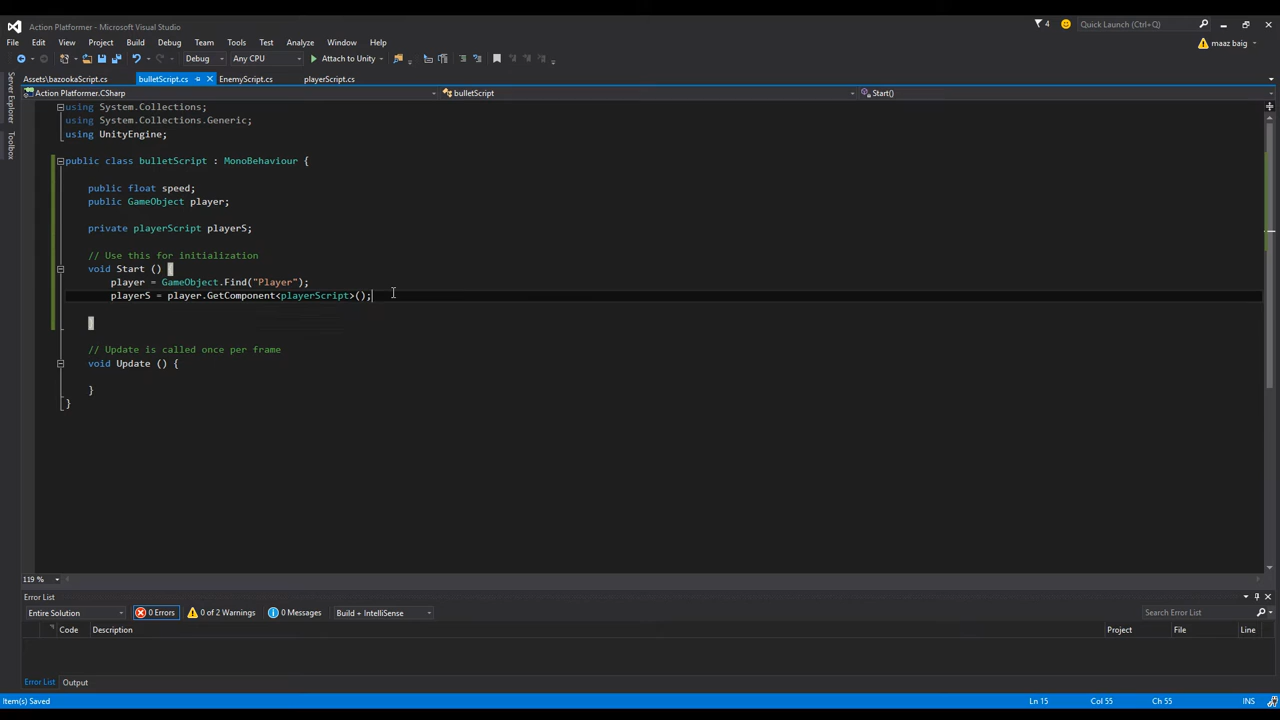 Action Platformer - Microsoft Visual Studio
4
Quick Launch (Ctrl+Q)
File Edit View Project Build Debug Team Tools Test Analyze Window Help
maaz baig
Debug Any CPU Attach to Unity
Assets\bazookaScript.cs bulletScript.cs EnemyScript.cs playerScript.cs
Action Platformer.CSharp bulletScript Start()
Server Explorer
Toolbox
using System.Collections;
using System.Collections.Generic;
using UnityEngine;
public class bulletScript : MonoBehaviour {
public float speed;
public GameObject player;
private playerScript playerS;
// Use this for initialization
void Start () {
player = GameObject.Find("Player");
playerS = player.GetComponent<playerScript>();
}
// Update is called once per frame
void Update () {
}
}
119 %
Error List
Entire Solution 0 Errors 0 of 2 Warnings 0 Messages Build + IntelliSense Search Error List
Code Description Project File Line
Error List Output
Item(s) Saved Ln 15 Col 55 Ch 55 INS